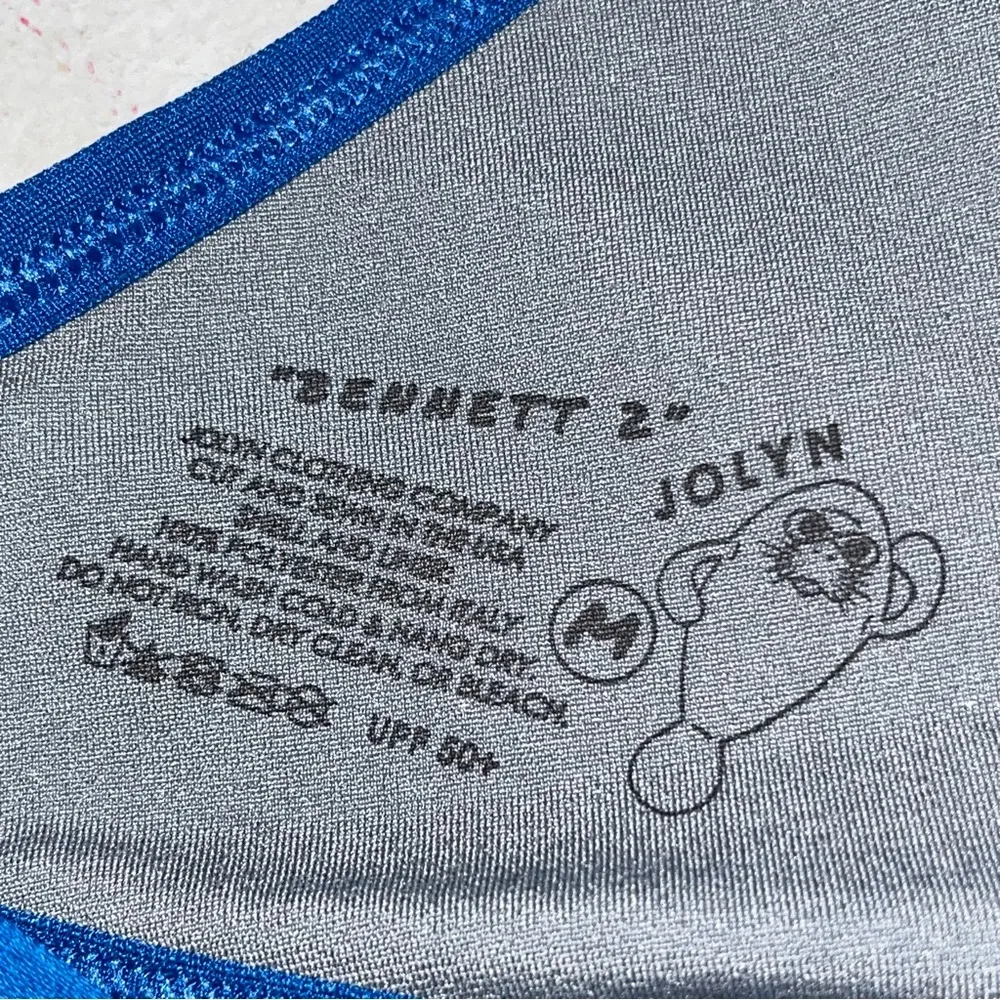 "BENNETT 2"
JOLYN CLOTHING COMPANY
CUT AND SEWN IN THE USA
SHELL AND LINER:
100% POLYESTER FROM ITALY
HAND WASH COLD & HANG DRY.
DO NOT IRON, DRY CLEAN, OR BLEACH.
UPF 50+
M
JOLYN